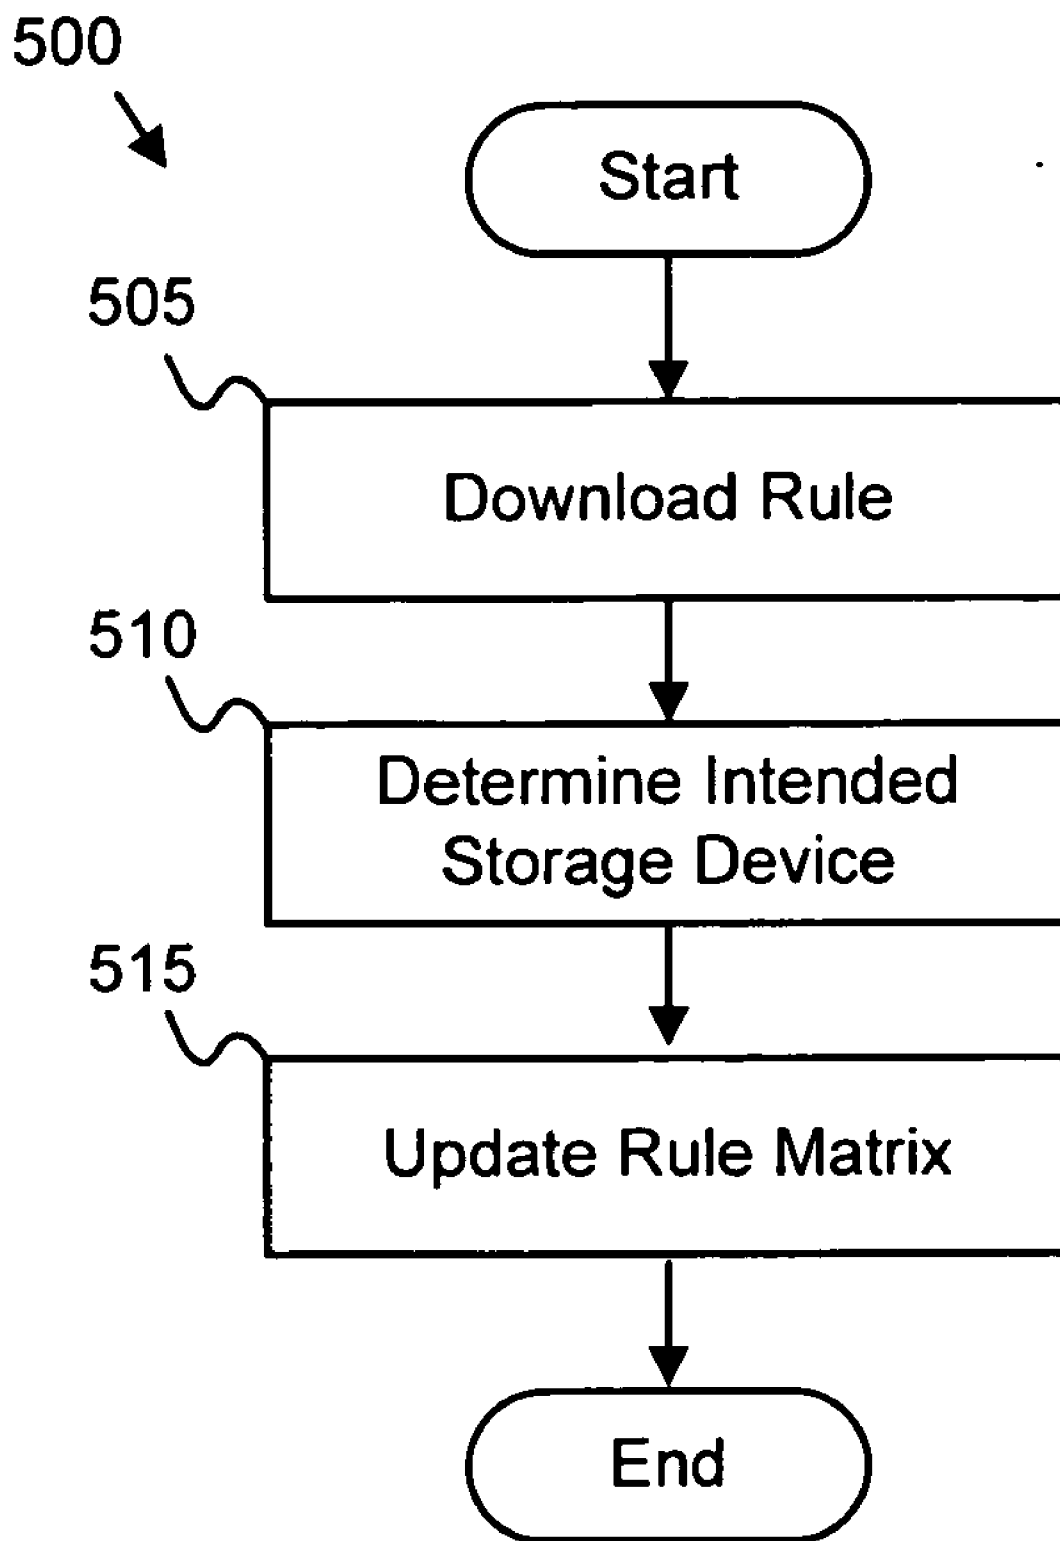 500
Start
505
Download Rule
510
Determine Intended
Storage Device
515
Update Rule Matrix
End